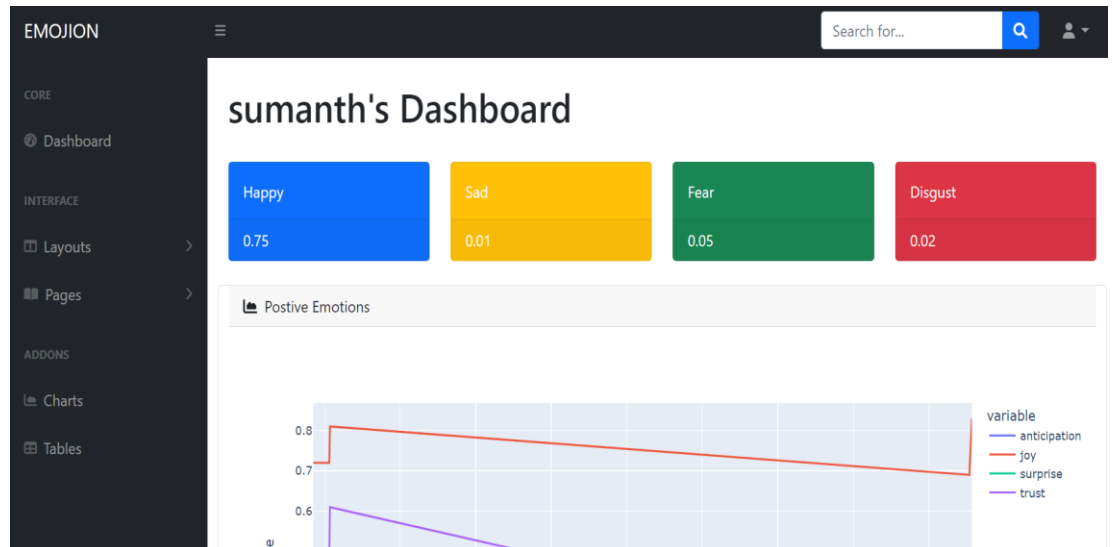 EMOJION
Search for...
CORE
Dashboard
INTERFACE
Layouts
Pages
ADDONS
Charts
Tables
sumanth's Dashboard
Happy
0.75
Sad
0.01
Fear
0.05
Disgust
0.02
Postive Emotions
0.8
0.7
0.6
variable
anticipation
joy
surprise
trust